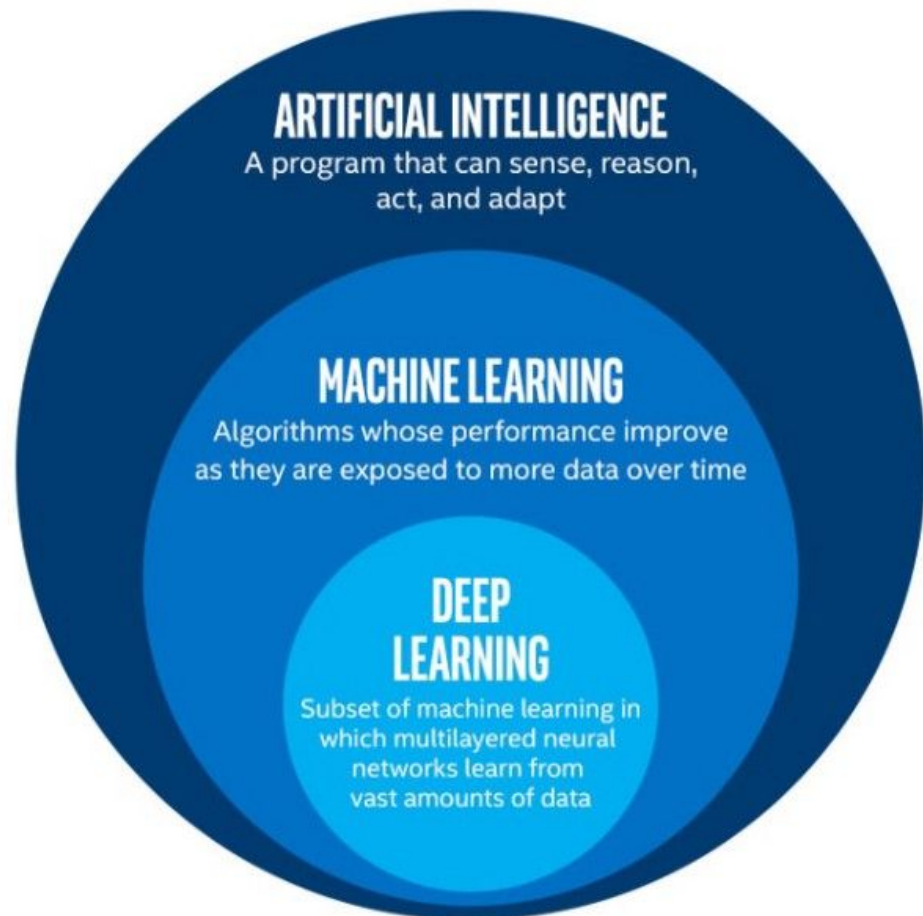 ARTIFICIAL INTELLIGENCE
A program that can sense, reason,
act, and adapt
MACHINE LEARNING
Algorithms whose performance improve
as they are exposed to more data over time
DEEP
LEARNING
Subset of machine learning in
which multilayered neural
networks learn from
vast amounts of data